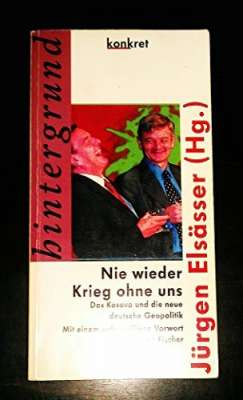 konkret
hintergrund
Jürgen Elsässer (Hg.)
Nie wieder
Krieg ohne uns
Das Kosovo und die neue
deutsche Geopolitik
Mit einem Vorwort
Fischer